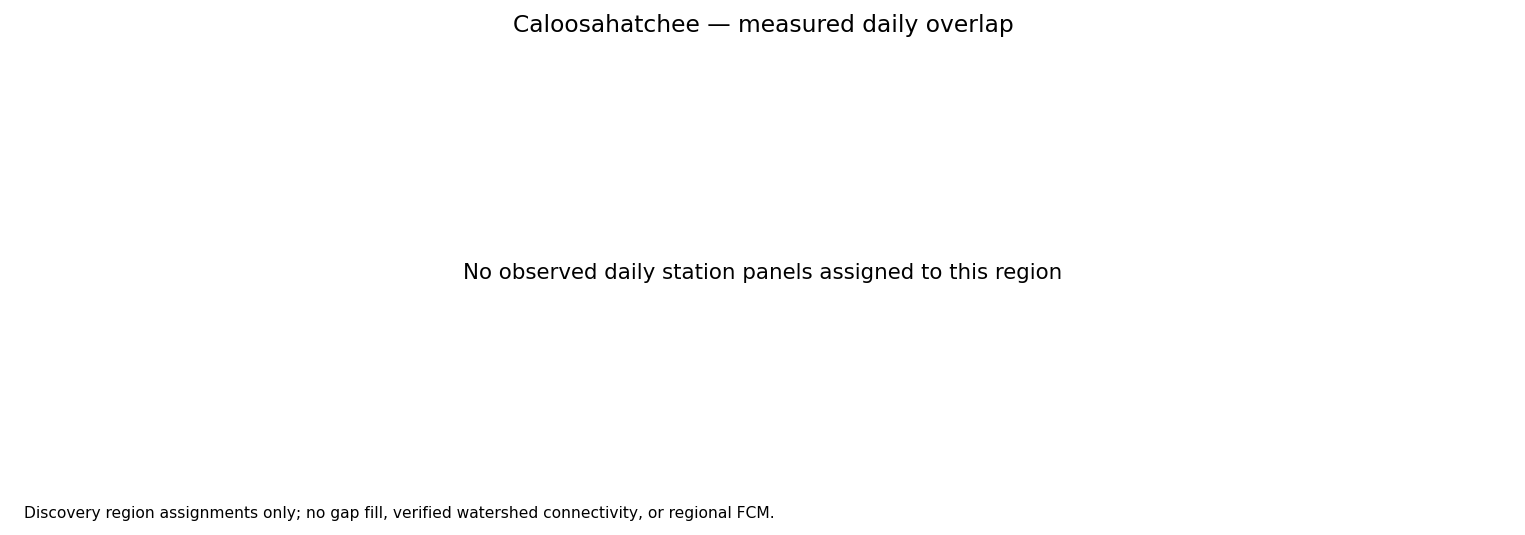 Caloosahatchee — measured daily overlap
No observed daily station panels assigned to this region
Discovery region assignments only; no gap fill, verified watershed connectivity, or regional FCM.